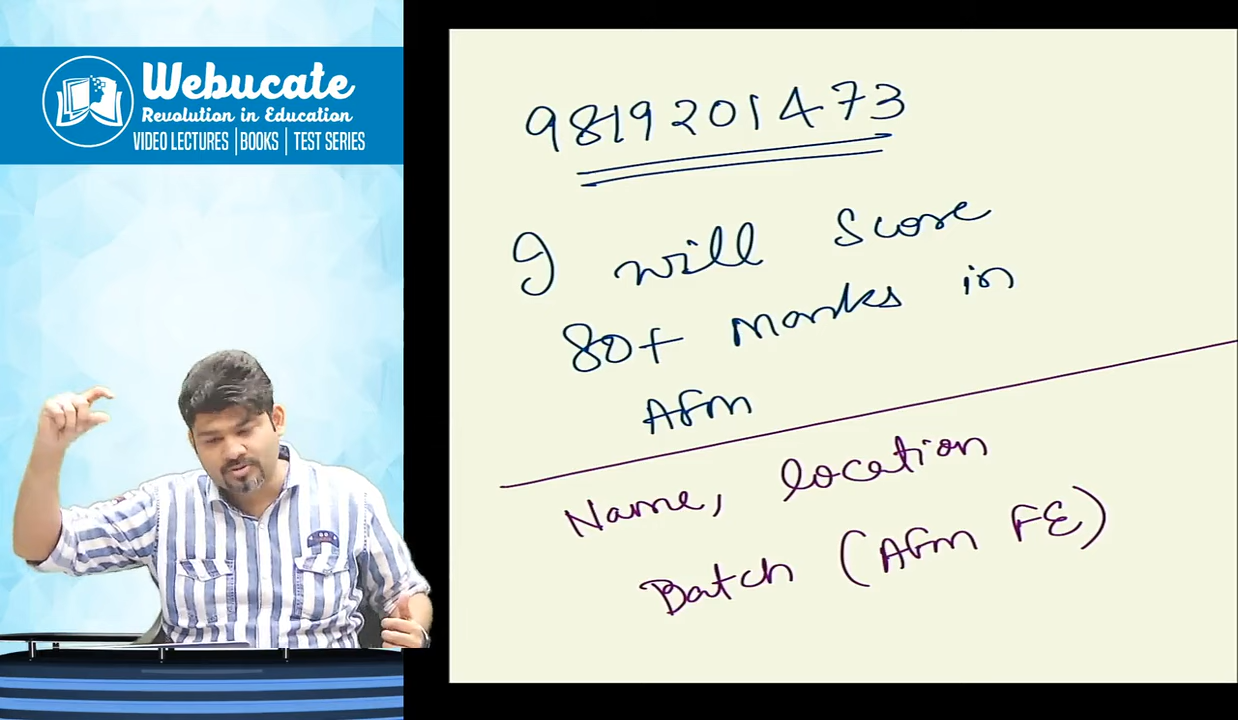 Webucate
Revolution in Education
VIDEO LECTURES | BOOKS | TEST SERIES
9819201473
I will score
80+ marks in
AFM
Name, location
Batch (AFM FE)